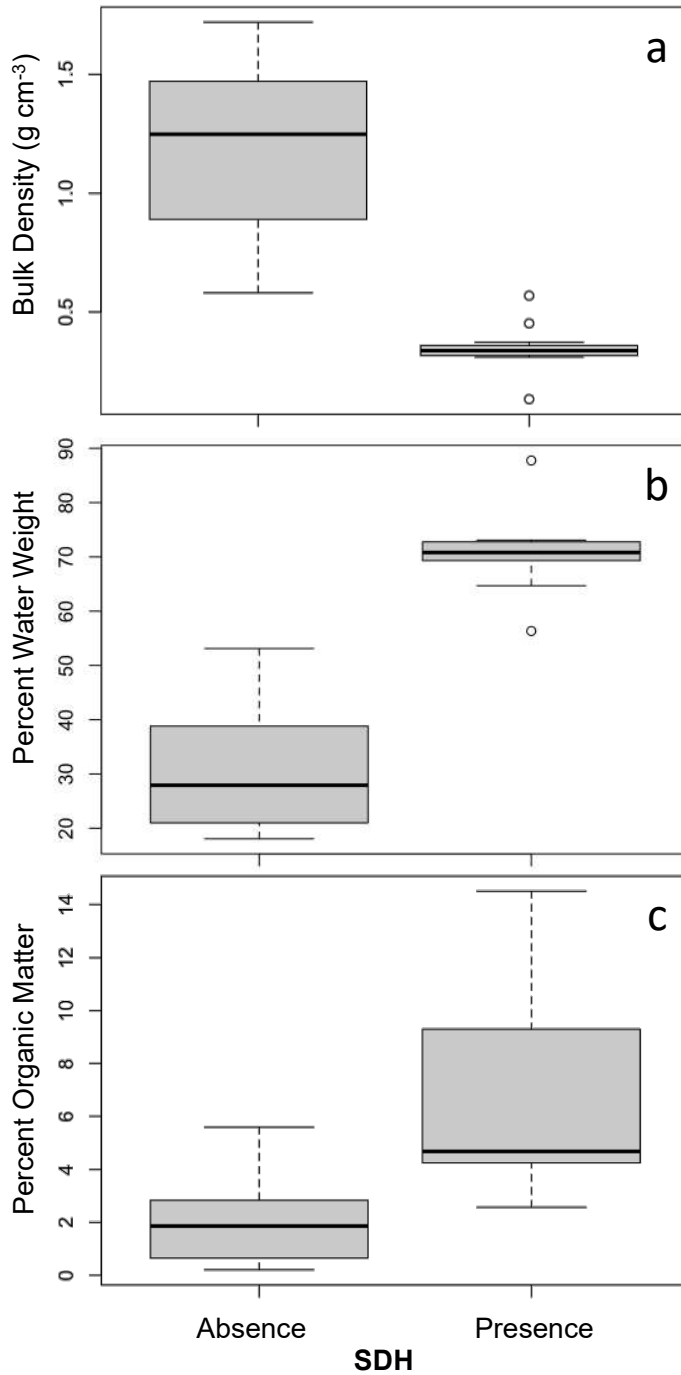 a
Bulk Density (g cm⁻³)
1.5
1.0
0.5
b
Percent Water Weight
90
80
70
60
50
40
30
20
c
Percent Organic Matter
14
12
10
8
6
4
2
0
Absence Presence
SDH